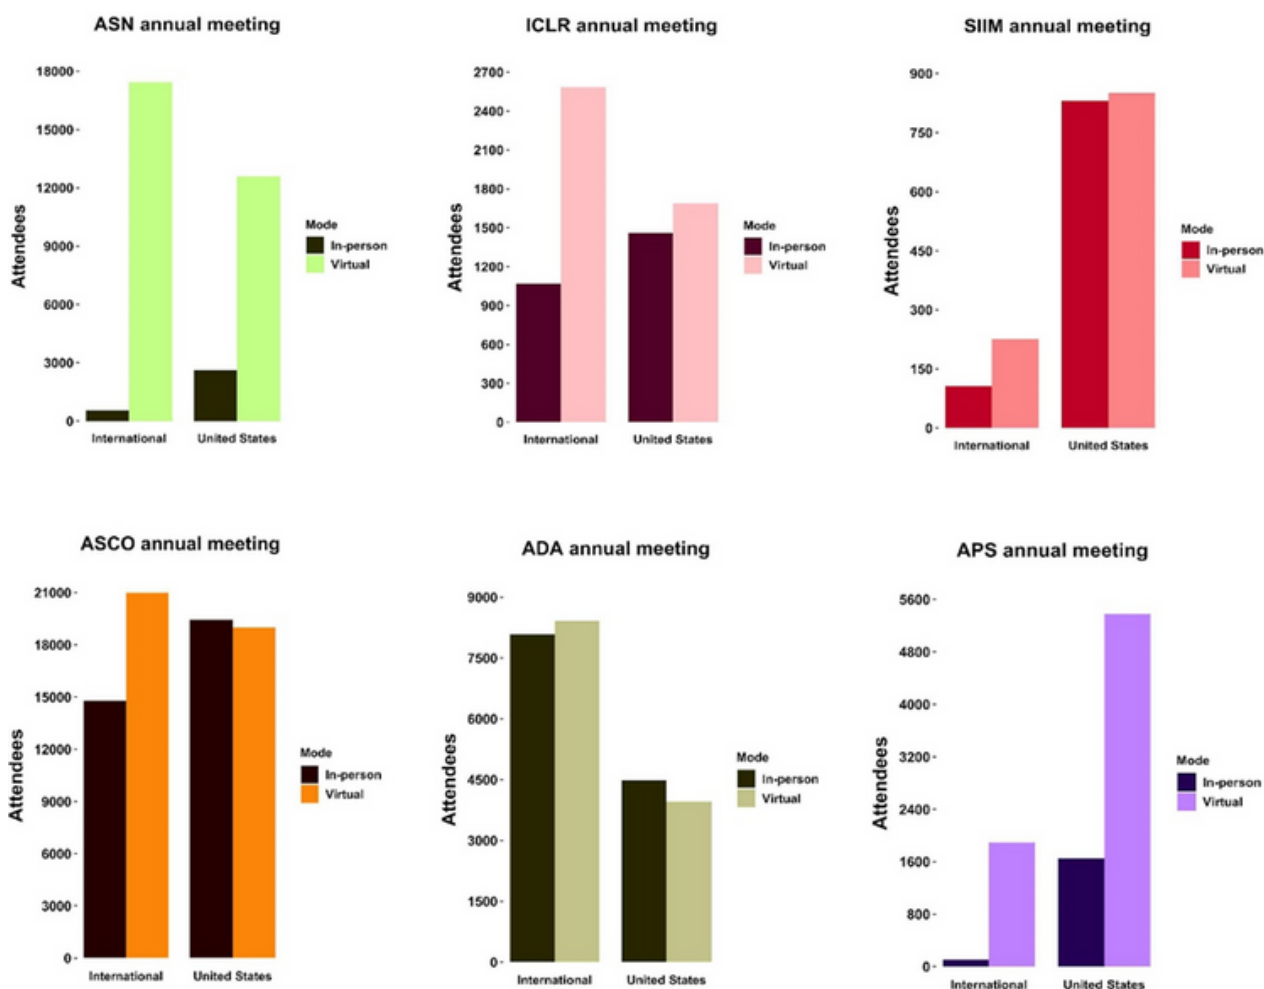 ASN annual meeting
Attendees
18000
15000
12000
9000
6000
3000
0
International United States
Mode
In-person
Virtual
ICLR annual meeting
Attendees
2700
2400
2100
1800
1500
1200
900
600
300
0
International United States
Mode
In-person
Virtual
SIIM annual meeting
Attendees
900
750
600
450
300
150
0
International United States
Mode
In-person
Virtual
ASCO annual meeting
Attendees
21000
18000
15000
12000
9000
6000
3000
0
International United States
Mode
In-person
Virtual
ADA annual meeting
Attendees
9000
7500
6000
4500
3000
1500
0
International United States
Mode
In-person
Virtual
APS annual meeting
Attendees
5600
4800
4000
3200
2400
1600
800
0
International United States
Mode
In-person
Virtual